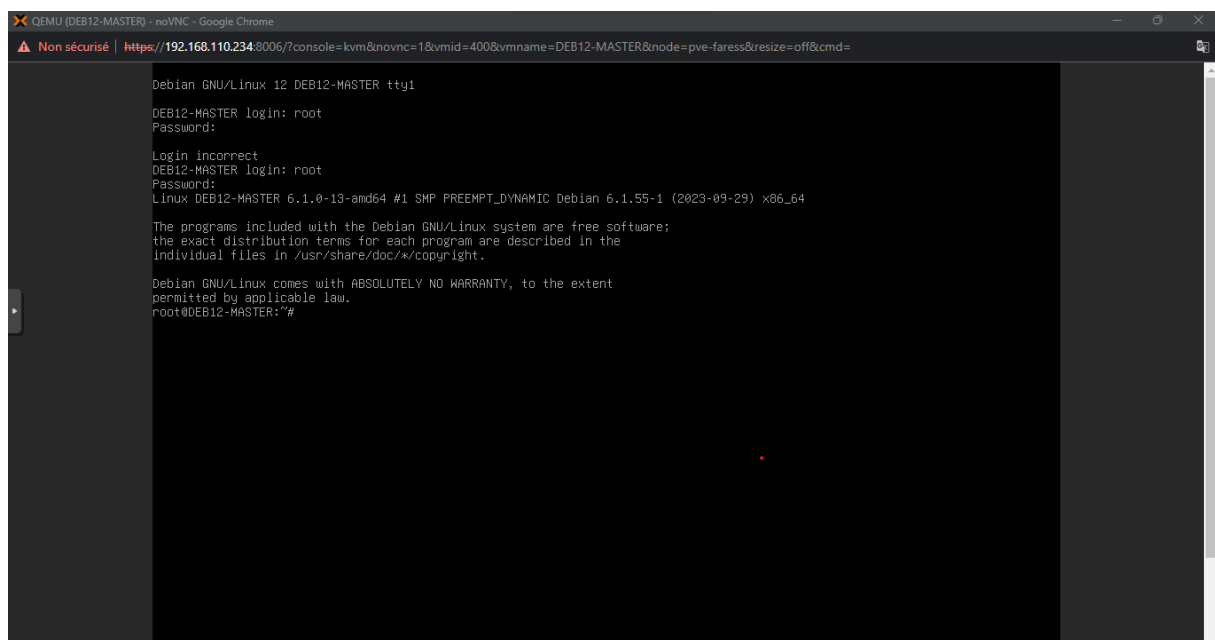 QEMU (DEB12-MASTER) - noVNC - Google Chrome
Non sécurisé | https://192.168.110.234:8006/?console=kvm&novnc=1&vmid=400&vmname=DEB12-MASTER&node=pve-faress&resize=off&cmd=
Debian GNU/Linux 12 DEB12-MASTER tty1
DEB12-MASTER login: root
Password:
Login incorrect
DEB12-MASTER login: root
Password:
Linux DEB12-MASTER 6.1.0-13-amd64 #1 SMP PREEMPT_DYNAMIC Debian 6.1.55-1 (2023-09-29) x86_64
The programs included with the Debian GNU/Linux system are free software;
the exact distribution terms for each program are described in the
individual files in /usr/share/doc/*/copyright.
Debian GNU/Linux comes with ABSOLUTELY NO WARRANTY, to the extent
permitted by applicable law.
root@DEB12-MASTER:~#